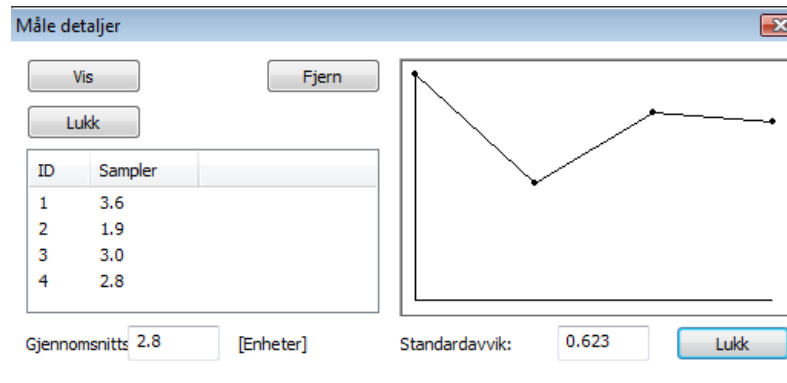 Måle detaljer
Vis
Fjern
Lukk
ID Sampler
1 3.6
2 1.9
3 3.0
4 2.8
Gjennomsnitts 2.8 [Enheter] Standardavvik: 0.623 Lukk